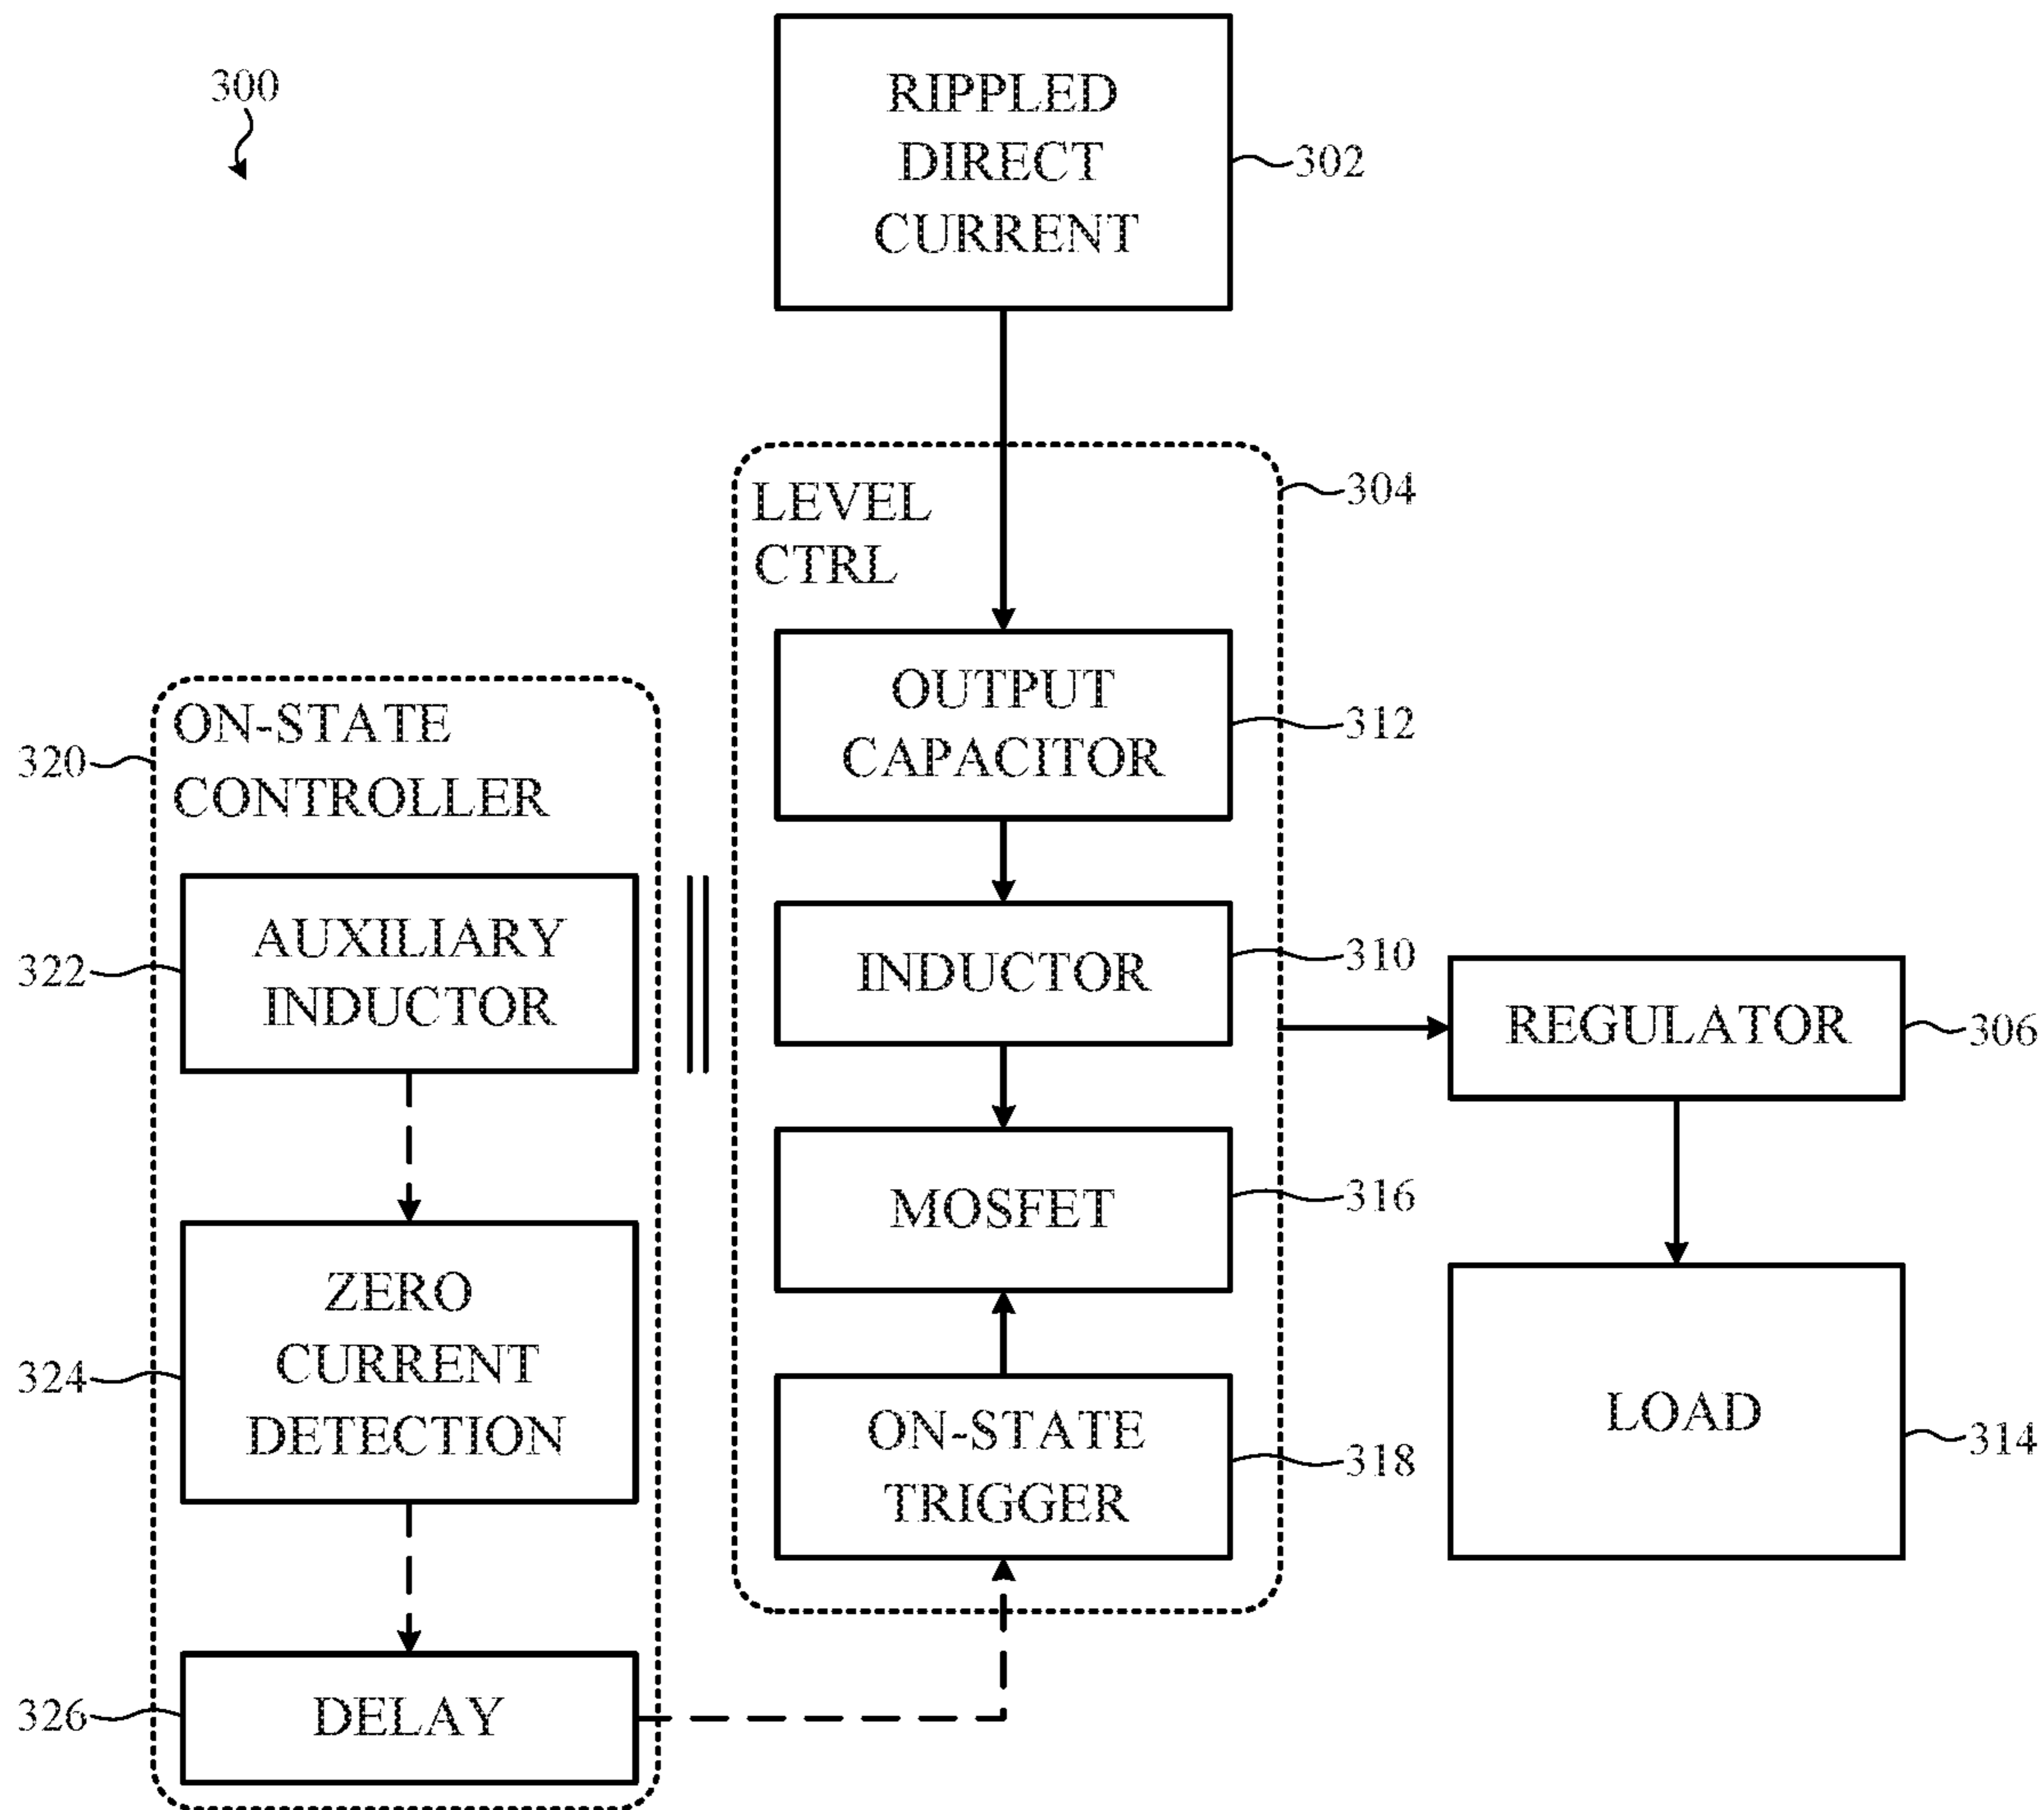 300
RIPPLED
DIRECT
CURRENT
302
LEVEL
CTRL
304
OUTPUT
CAPACITOR
312
ON-STATE
CONTROLLER
320
AUXILIARY
INDUCTOR
322
INDUCTOR
310
REGULATOR
306
MOSFET
316
ZERO
CURRENT
DETECTION
324
ON-STATE
TRIGGER
318
LOAD
314
DELAY
326